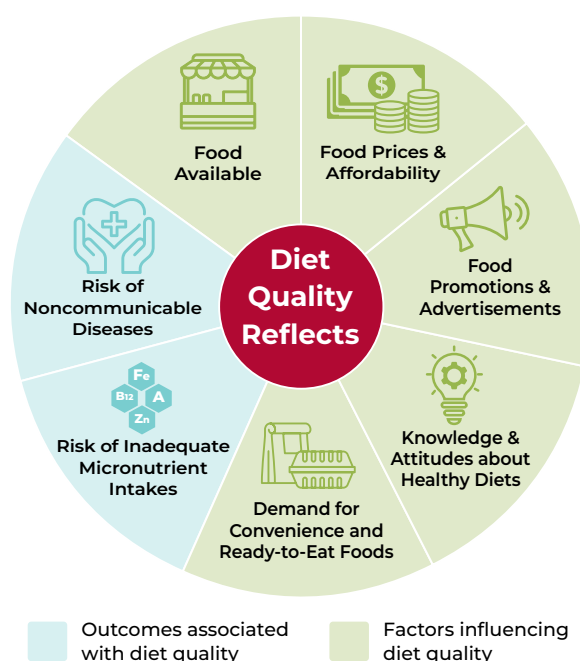 Food
Available
$
Food Prices &
Affordability
Food
Promotions &
Advertisements
Knowledge &
Attitudes about
Healthy Diets
Demand for
Convenience and
Ready-to-Eat Foods
Fe
B12
A
Zn
Risk of Inadequate
Micronutrient
Intakes
Risk of
Noncommunicable
Diseases
Diet
Quality
Reflects
Outcomes associated
with diet quality
Factors influencing
diet quality